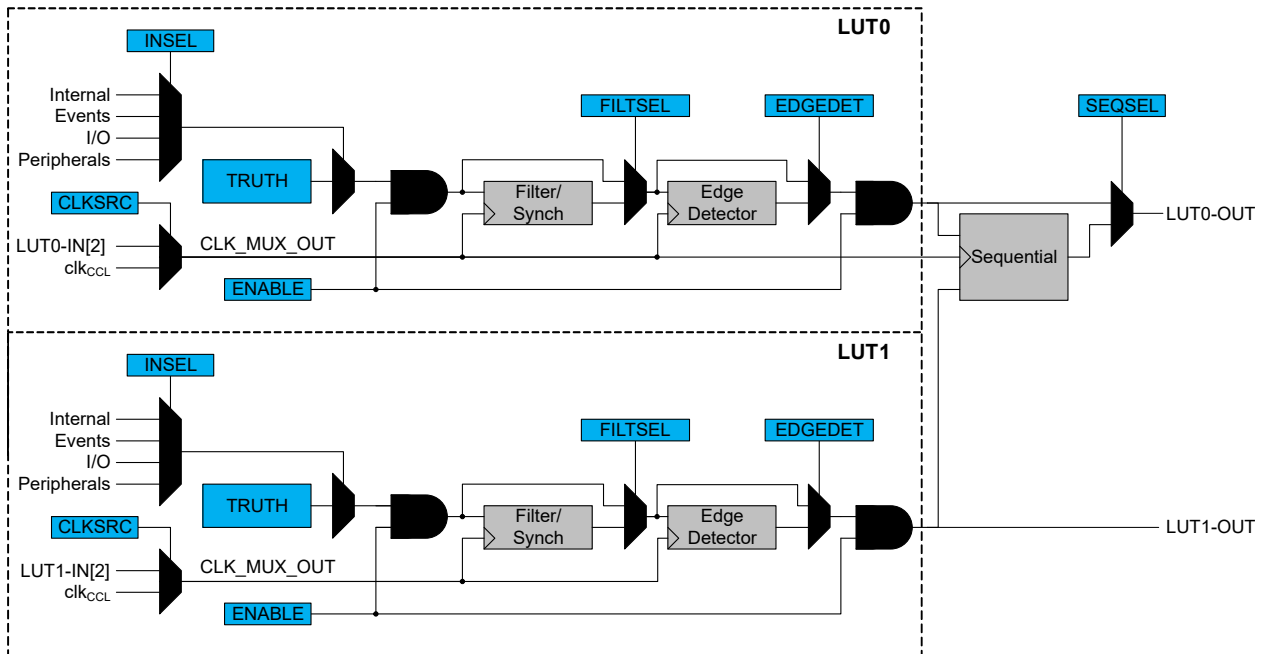 LUT0
INSEL
Internal
Events
I/O
Peripherals
FILTSEL
EDGEDET
SEQSEL
TRUTH
Filter/
Synch
Edge
Detector
CLKSRC
LUT0-IN[2]
clkCCL
CLK_MUX_OUT
ENABLE
Sequential
LUT0-OUT
LUT1
INSEL
Internal
Events
I/O
Peripherals
FILTSEL
EDGEDET
TRUTH
Filter/
Synch
Edge
Detector
CLKSRC
LUT1-IN[2]
clkCCL
CLK_MUX_OUT
ENABLE
LUT1-OUT